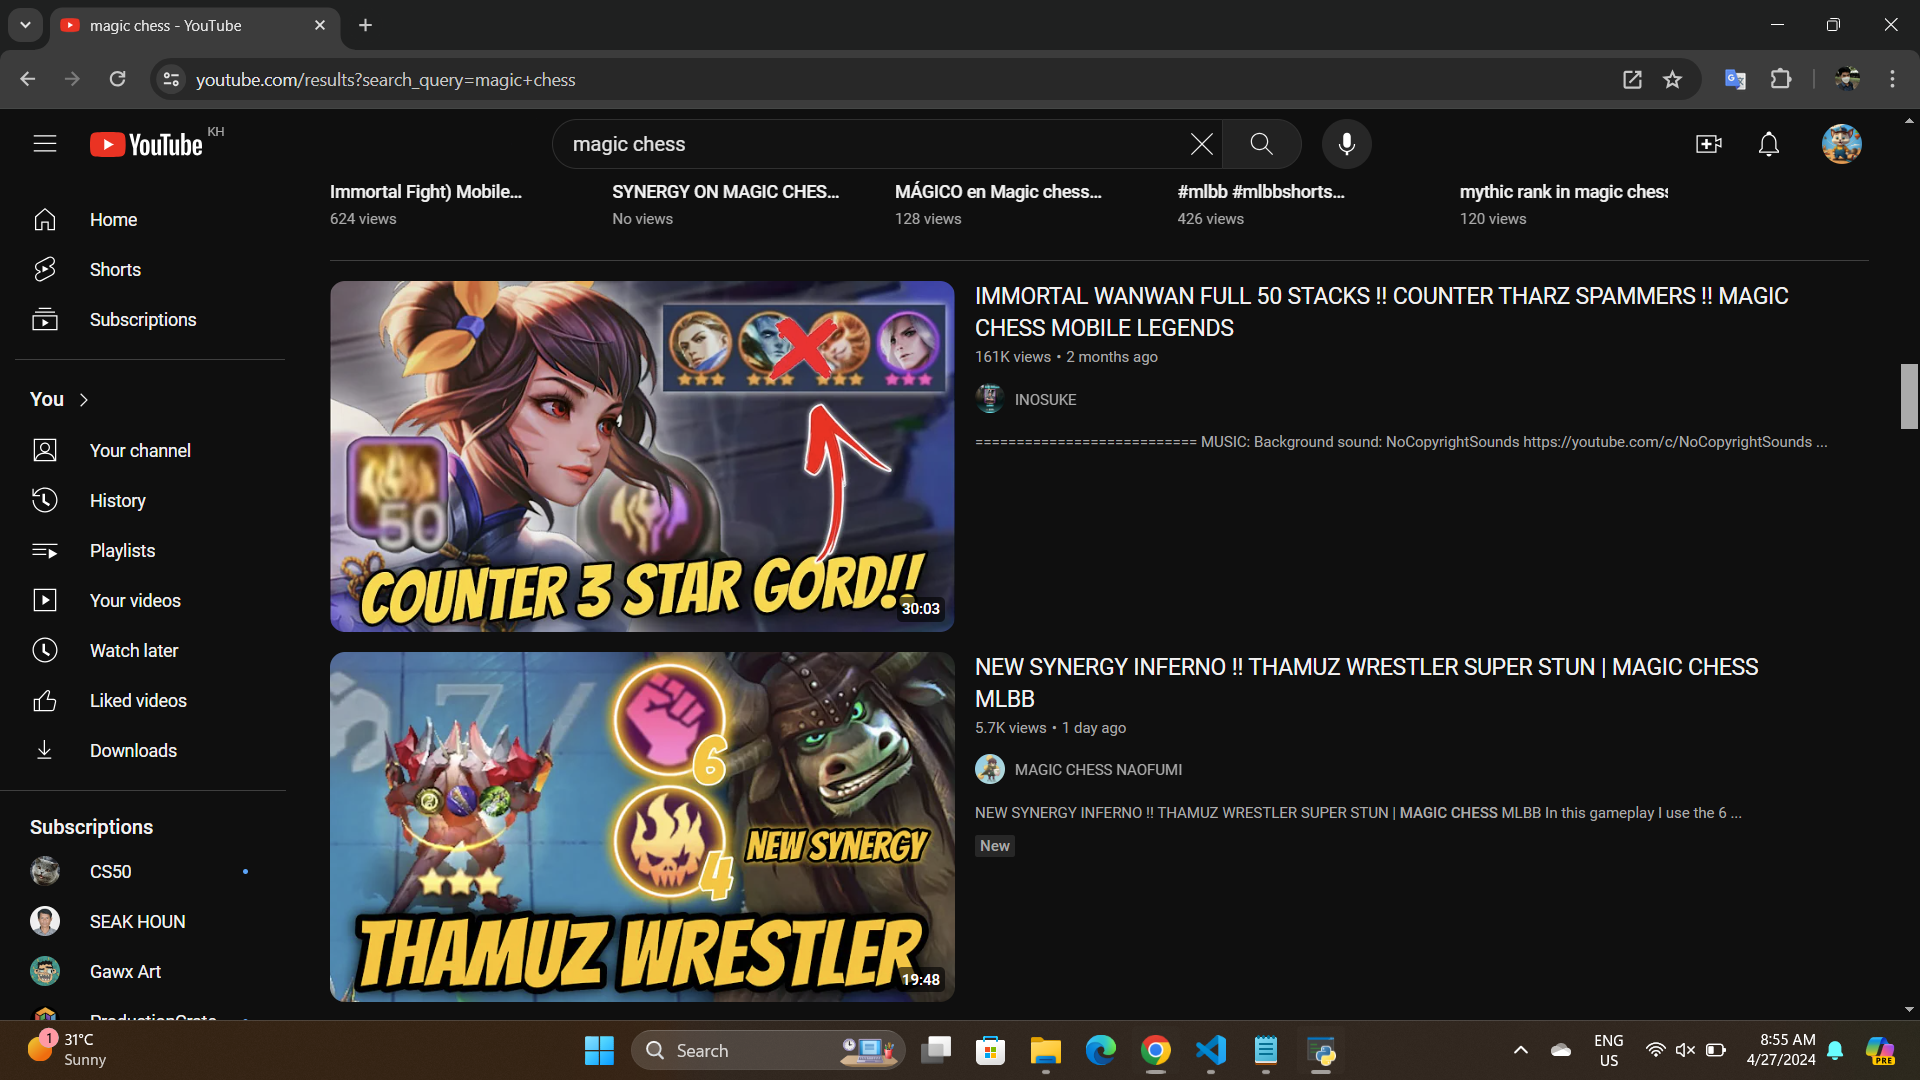 magic chess - YouTube
youtube.com/results?search_query=magic+chess
YouTube KH
magic chess
Home
Shorts
Subscriptions
You
Your channel
History
Playlists
Your videos
Watch later
Liked videos
Downloads
Subscriptions
CS50
SEAK HOUN
Gawx Art
ProductionCrate
Immortal Fight) Mobile...
624 views
SYNERGY ON MAGIC CHES...
No views
MÁGICO en Magic chess...
128 views
#mlbb #mlbbshorts...
426 views
mythic rank in magic chess
120 views
50
COUNTER 3 STAR GORD!!
30:03
IMMORTAL WANWAN FULL 50 STACKS !! COUNTER THARZ SPAMMERS !! MAGIC
CHESS MOBILE LEGENDS
161K views • 2 months ago
INOSUKE
=========================== MUSIC: Background sound: NoCopyrightSounds https://youtube.com/c/NoCopyrightSounds ...
6
4
NEW SYNERGY
THAMUZ WRESTLER
19:48
NEW SYNERGY INFERNO !! THAMUZ WRESTLER SUPER STUN | MAGIC CHESS
MLBB
5.7K views • 1 day ago
MAGIC CHESS NAOFUMI
NEW SYNERGY INFERNO !! THAMUZ WRESTLER SUPER STUN | MAGIC CHESS MLBB In this gameplay I use the 6 ...
New
1
31°C
Sunny
Search
ENG
US
8:55 AM
4/27/2024
PRE